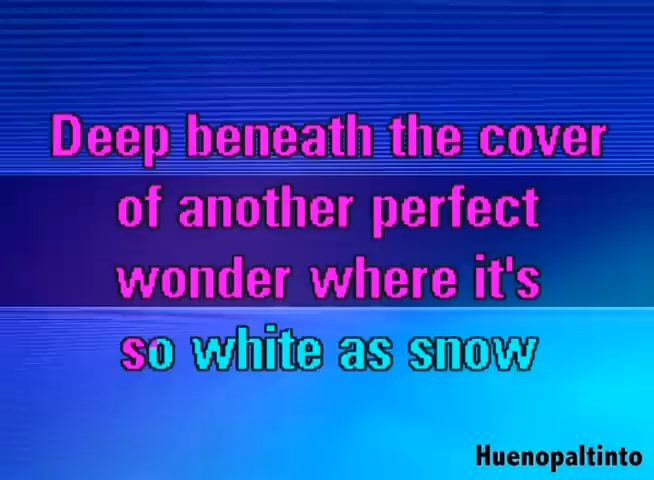 Deep beneath the cover
of another perfect
wonder where it's
so white as snow
Huenopaltinto